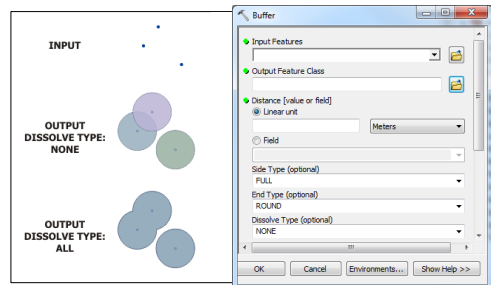 INPUT
OUTPUT
DISSOLVE TYPE:
NONE
OUTPUT
DISSOLVE TYPE:
ALL
Buffer
Input Features
Output Feature Class
Distance [value or field]
Linear unit
Meters
Field
Side Type (optional)
FULL
End Type (optional)
ROUND
Dissolve Type (optional)
NONE
OK Cancel Environments... Show Help >>